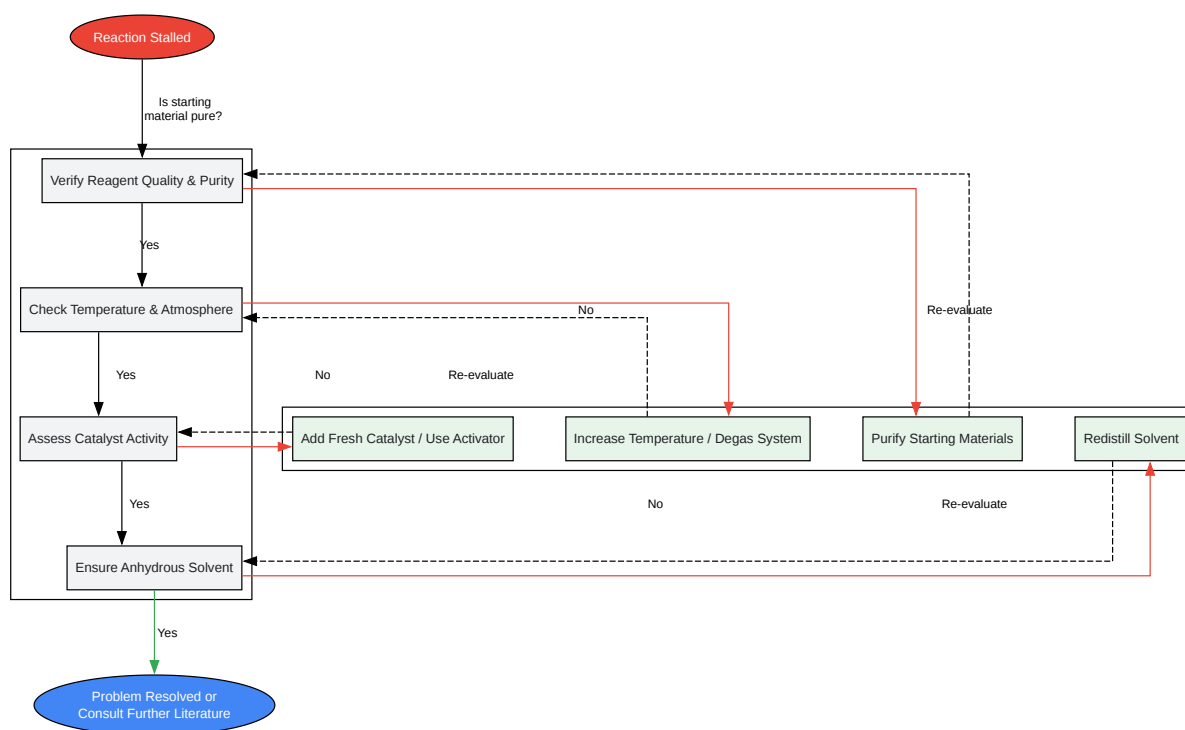 Reaction Stalled
Is starting
material pure?
Verify Reagent Quality & Purity
Yes
Check Temperature & Atmosphere
No
Re-evaluate
Yes
No
Re-evaluate
Assess Catalyst Activity
Add Fresh Catalyst / Use Activator
Increase Temperature / Degas System
Purify Starting Materials
Redistill Solvent
Yes
No
Re-evaluate
Ensure Anhydrous Solvent
Yes
Problem Resolved or
Consult Further Literature